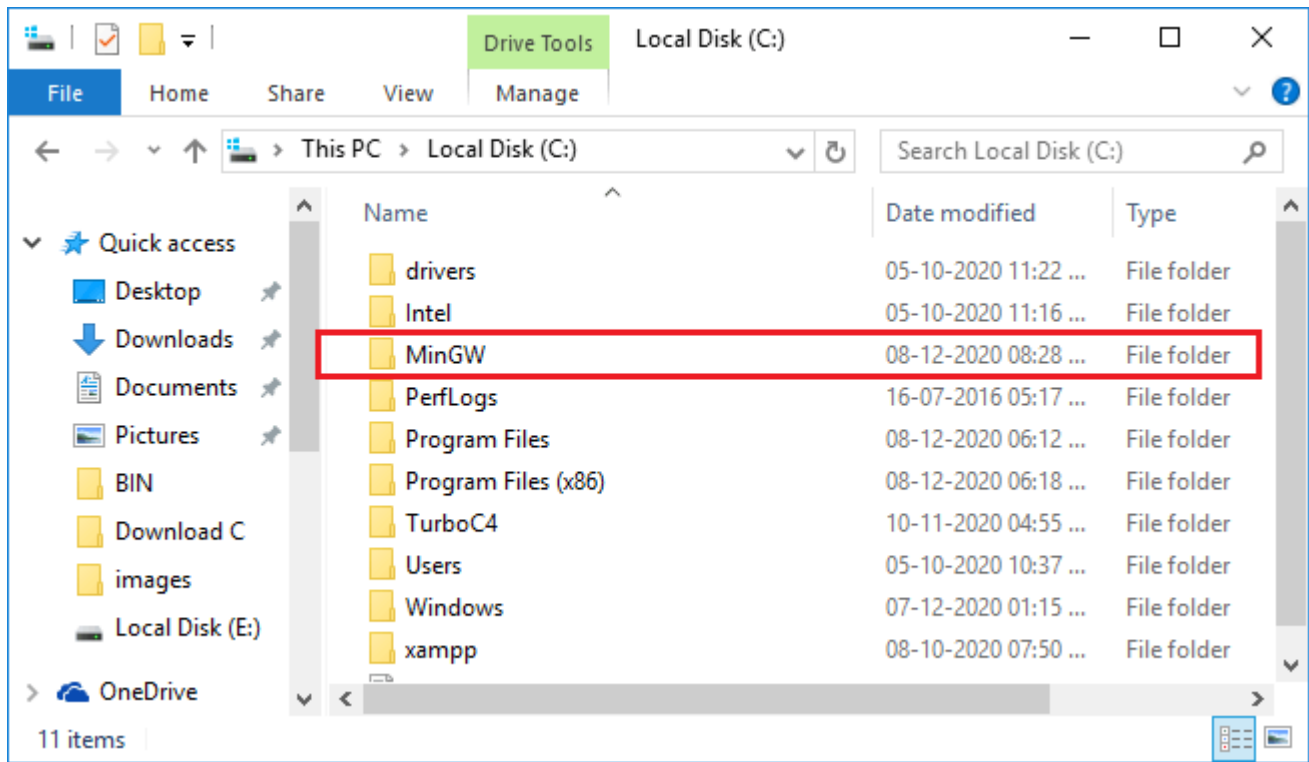 Drive Tools Local Disk (C:)
File Home Share View Manage
This PC > Local Disk (C:) Search Local Disk (C:)
Name Date modified Type
Quick access
Desktop
Downloads
Documents
Pictures
BIN
Download C
images
Local Disk (E:)
OneDrive
drivers 05-10-2020 11:22 ... File folder
Intel 05-10-2020 11:16 ... File folder
MinGW 08-12-2020 08:28 ... File folder
PerfLogs 16-07-2016 05:17 ... File folder
Program Files 08-12-2020 06:12 ... File folder
Program Files (x86) 08-12-2020 06:18 ... File folder
TurboC4 10-11-2020 04:55 ... File folder
Users 05-10-2020 10:37 ... File folder
Windows 07-12-2020 01:15 ... File folder
xampp 08-10-2020 07:50 ... File folder
11 items